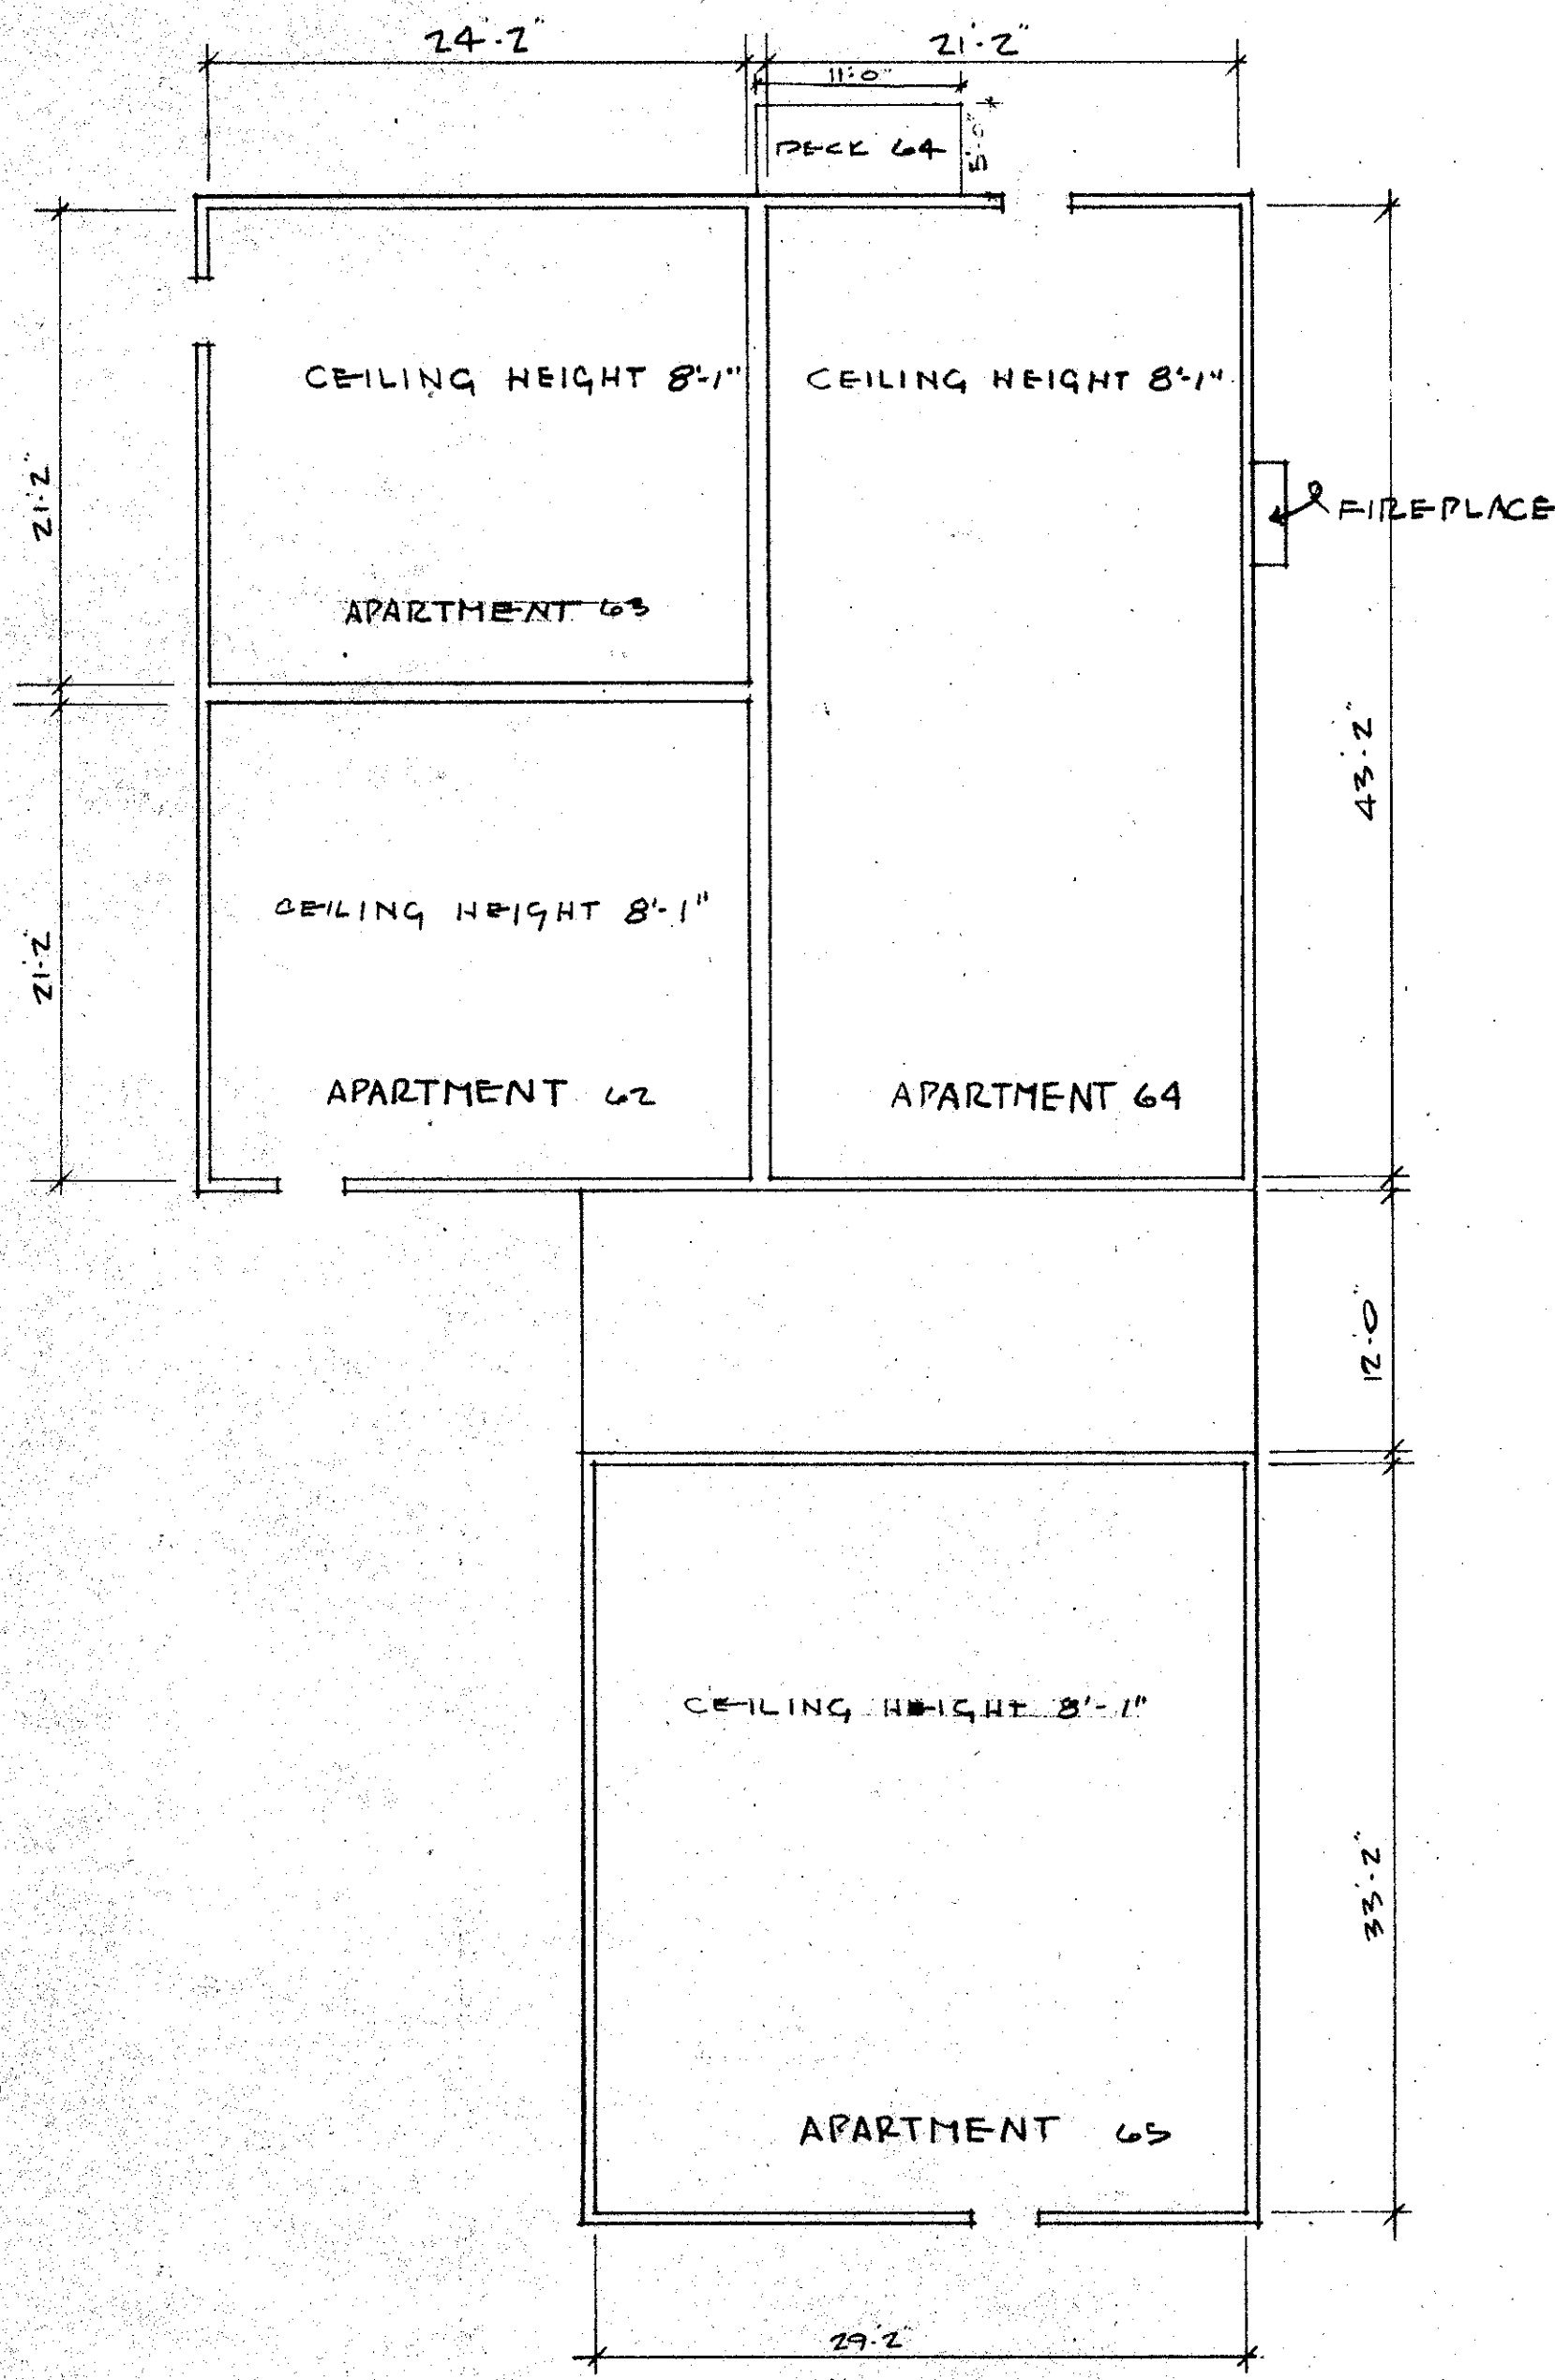 24'-2"
21'-2"
11'-0"
DECK 64
5'-0"
CEILING HEIGHT 8'-1"
CEILING HEIGHT 8'-1"
21'-2"
FIREPLACE
APARTMENT 63
43'-2"
CEILING HEIGHT 8'-1"
21'-2"
APARTMENT 62
APARTMENT 64
12'-0"
CEILING HEIGHT 8'-1"
33'-2"
APARTMENT 65
29'-2"